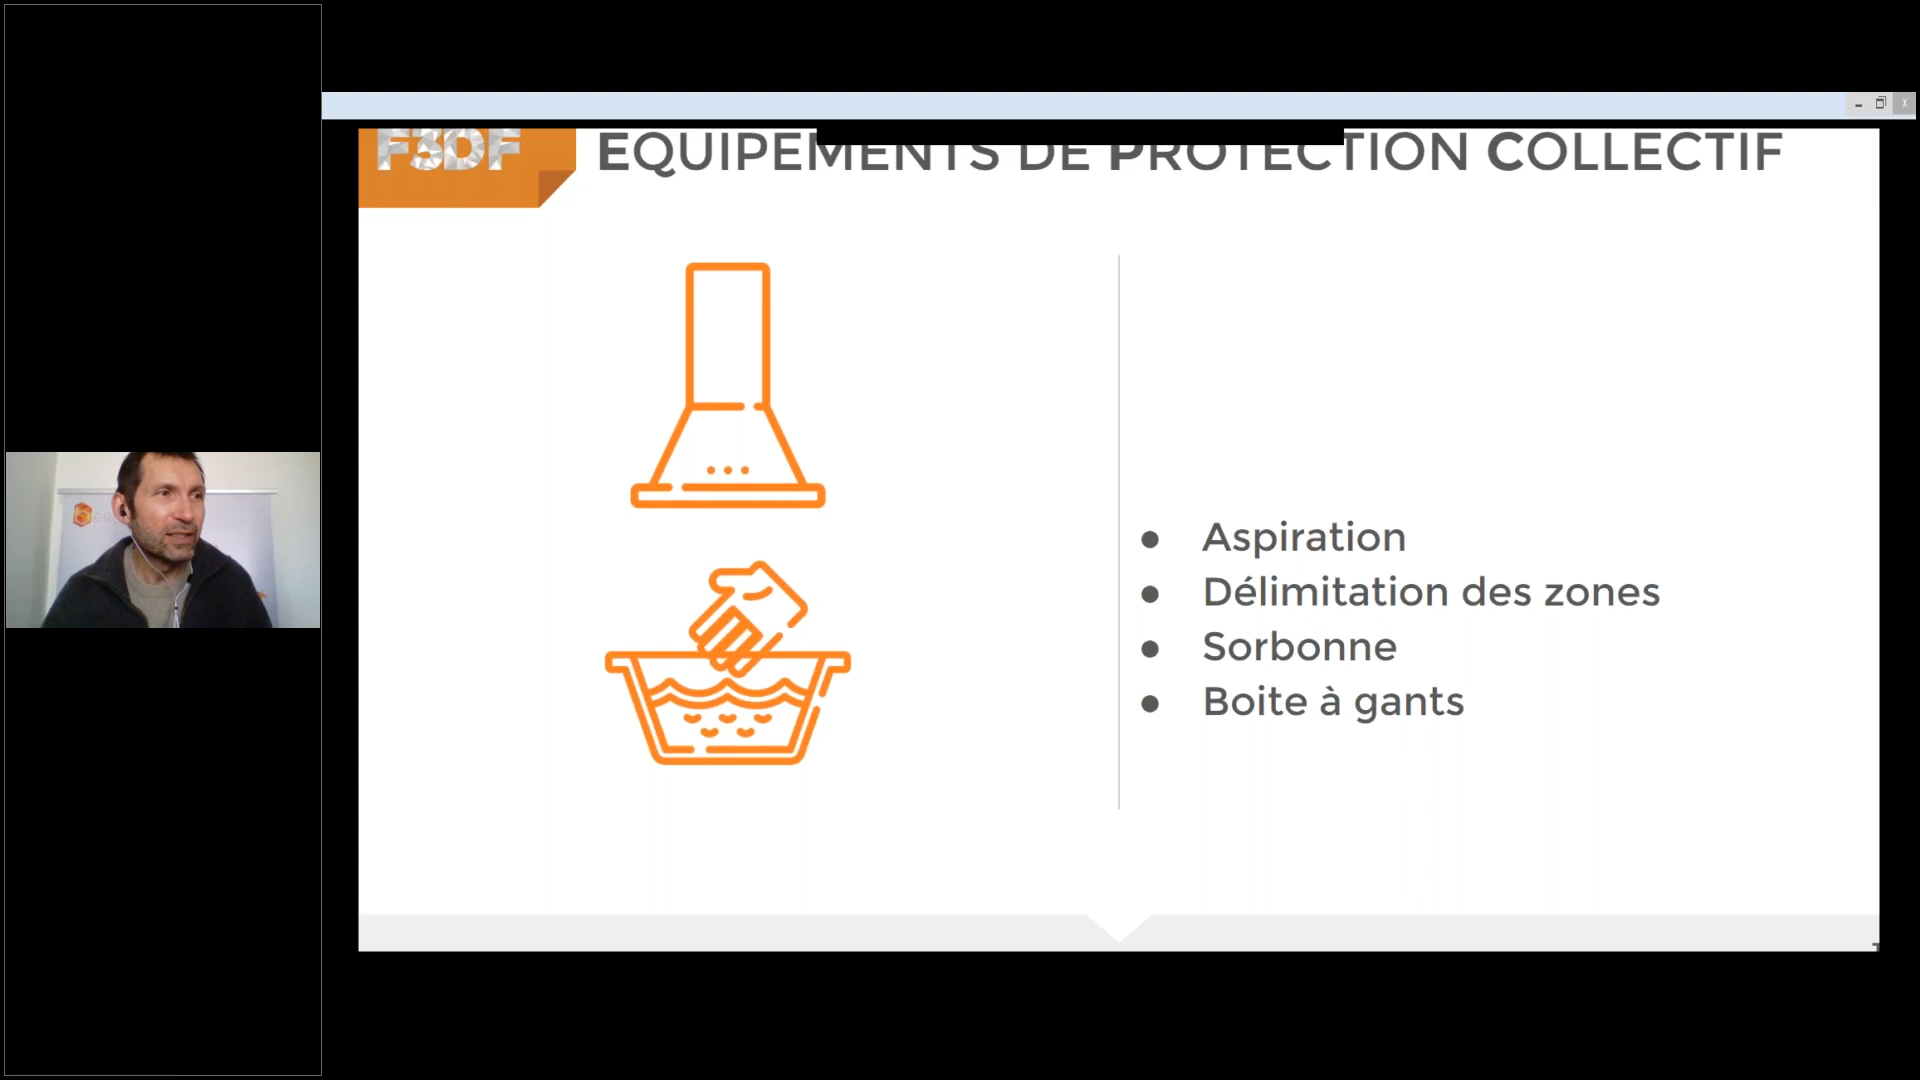 F3DF
EQUIPEMENTS DE PROTECTION COLLECTIF
Aspiration
Délimitation des zones
Sorbonne
Boite à gants